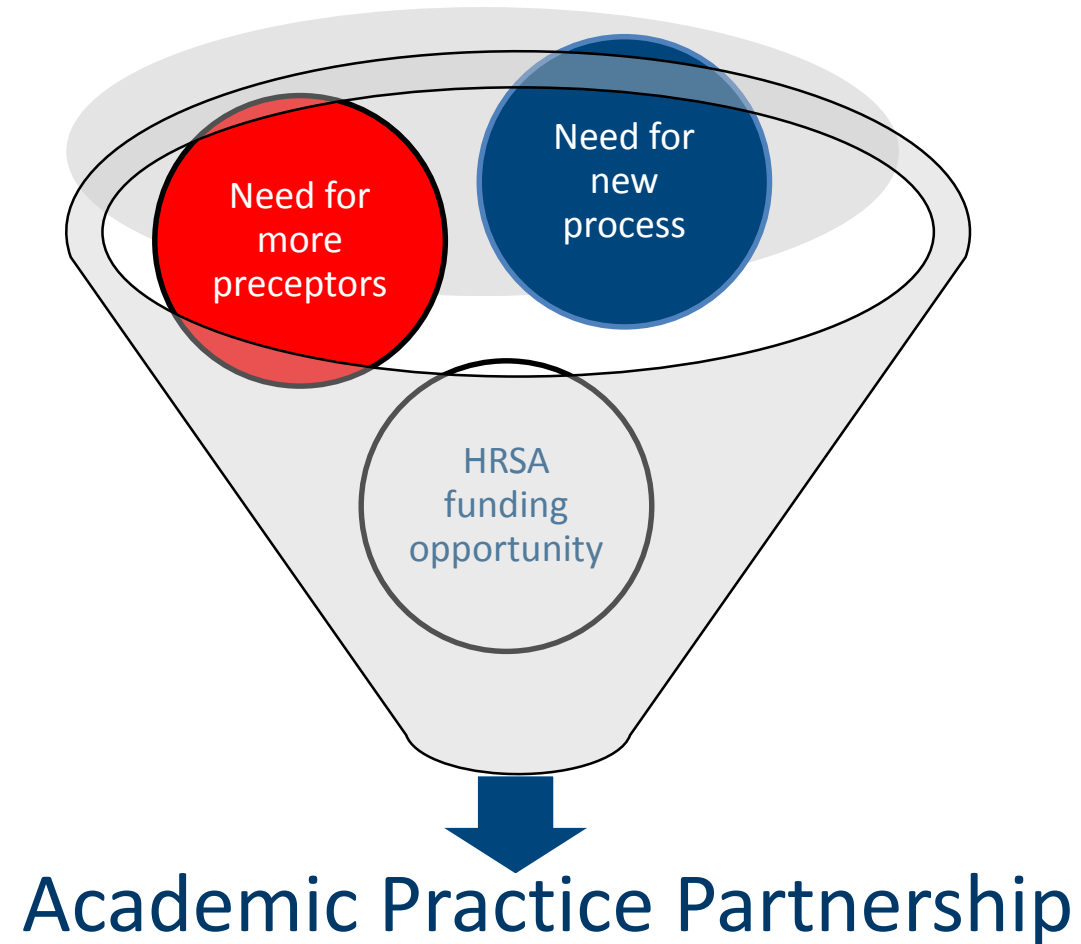 Need for
more
preceptors
Need for
new
process
HRSA
funding
opportunity
Academic Practice Partnership